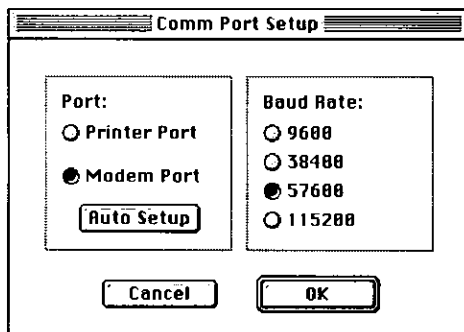 Comm Port Setup
Port:
Printer Port
Modem Port
Auto Setup
Baud Rate:
9600
38400
57600
115200
Cancel
OK